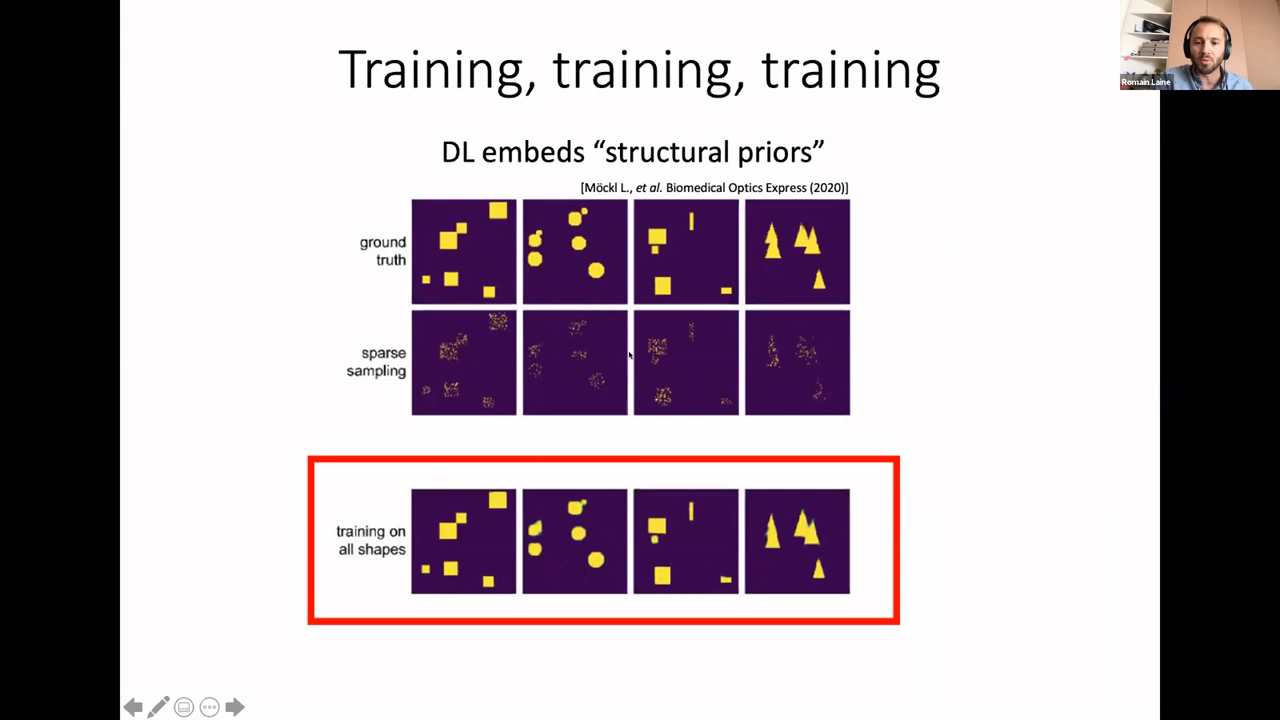 Training, training, training
Romain Laine
DL embeds “structural priors”
[Möckl L., et al. Biomedical Optics Express (2020)]
ground
truth
sparse
sampling
training on
all shapes